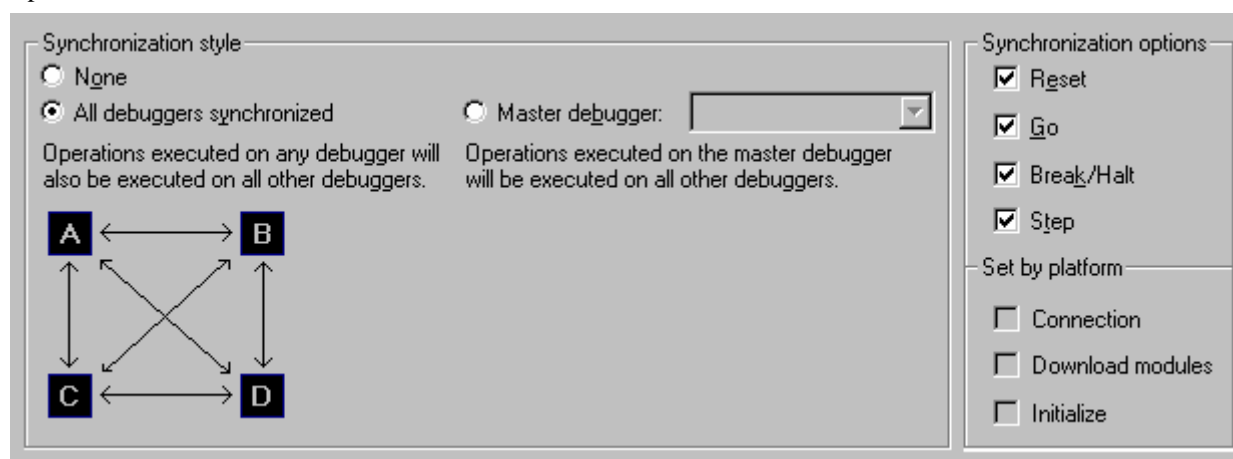 Synchronization style
None
All debuggers synchronized
Master debugger:
Operations executed on any debugger will
also be executed on all other debuggers.
Operations executed on the master debugger
will be executed on all other debuggers.
A
B
C
D
Synchronization options
Reset
Go
Break/Halt
Step
Set by platform
Connection
Download modules
Initialize